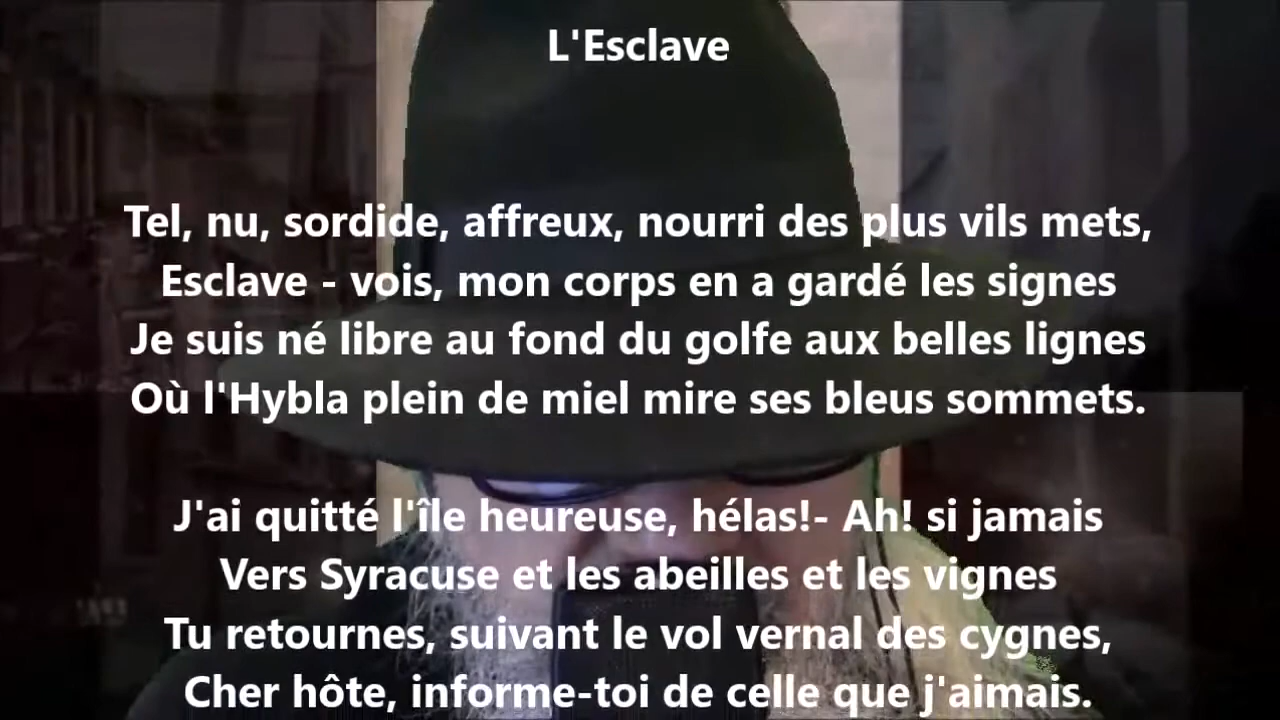 L'Esclave
Tel, nu, sordide, affreux, nourri des plus vils mets,
Esclave - vois, mon corps en a gardé les signes
Je suis né libre au fond du golfe aux belles lignes
Où l'Hybla plein de miel mire ses bleus sommets.
J'ai quitté l'île heureuse, hélas!- Ah! si jamais
Vers Syracuse et les abeilles et les vignes
Tu retournes, suivant le vol vernal des cygnes,
Cher hôte, informe-toi de celle que j'aimais.